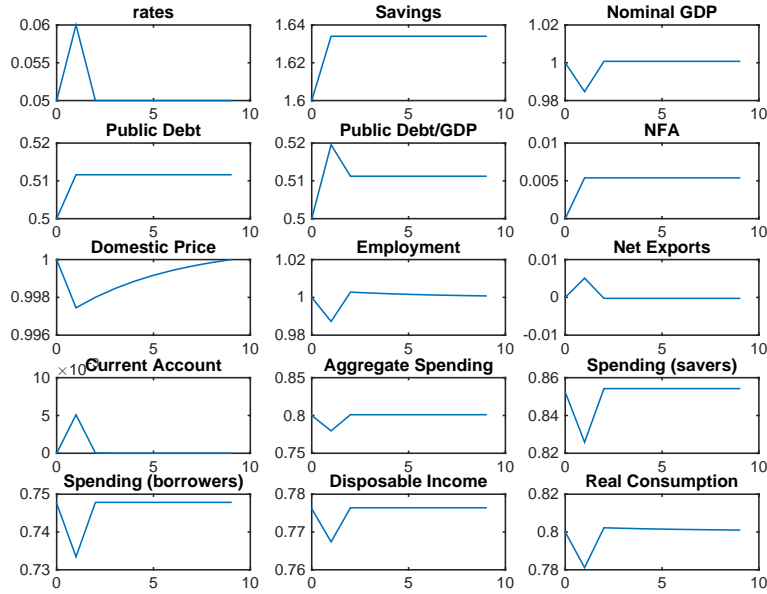 rates
Savings
Nominal GDP
0.06
0.055
0.05
0 5 10
1.64
1.62
1.6
0 5 10
1.02
1
0.98
0 5 10
Public Debt
Public Debt/GDP
NFA
0.52
0.51
0.5
0 5 10
0.52
0.51
0.5
0 5 10
0.01
0.005
0
0 5 10
Domestic Price
Employment
Net Exports
1
0.998
0.996
0 5 10
1.02
1
0.98
0 5 10
0.01
0
-0.01
0 5 10
Current Account
Aggregate Spending
Spending (savers)
10
5
0
0 5 10
0.85
0.8
0.75
0 5 10
0.86
0.84
0.82
0 5 10
Spending (borrowers)
Disposable Income
Real Consumption
0.75
0.74
0.73
0 5 10
0.78
0.77
0.76
0 5 10
0.82
0.8
0.78
0 5 10